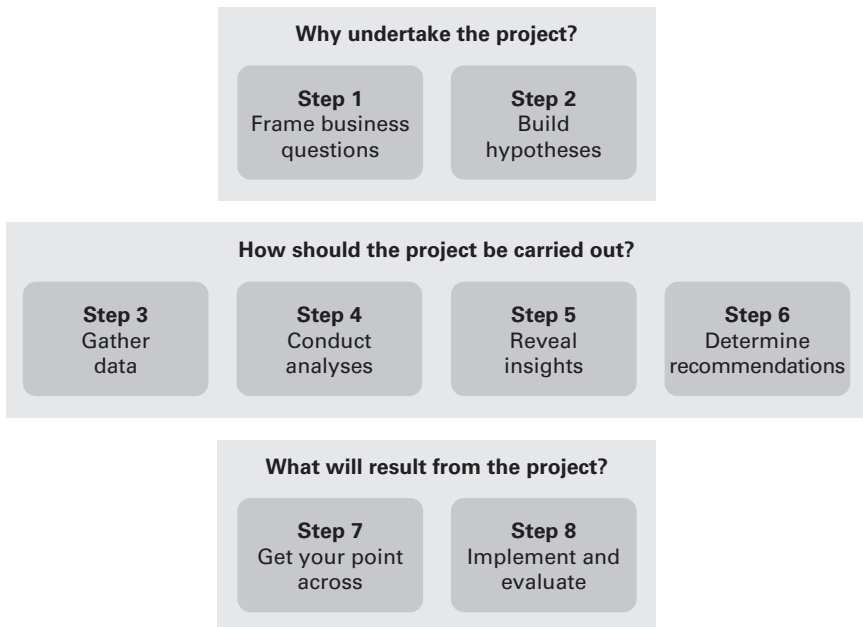 Why undertake the project?
Step 1
Frame business
questions
Step 2
Build
hypotheses
How should the project be carried out?
Step 3
Gather
data
Step 4
Conduct
analyses
Step 5
Reveal
insights
Step 6
Determine
recommendations
What will result from the project?
Step 7
Get your point
across
Step 8
Implement and
evaluate